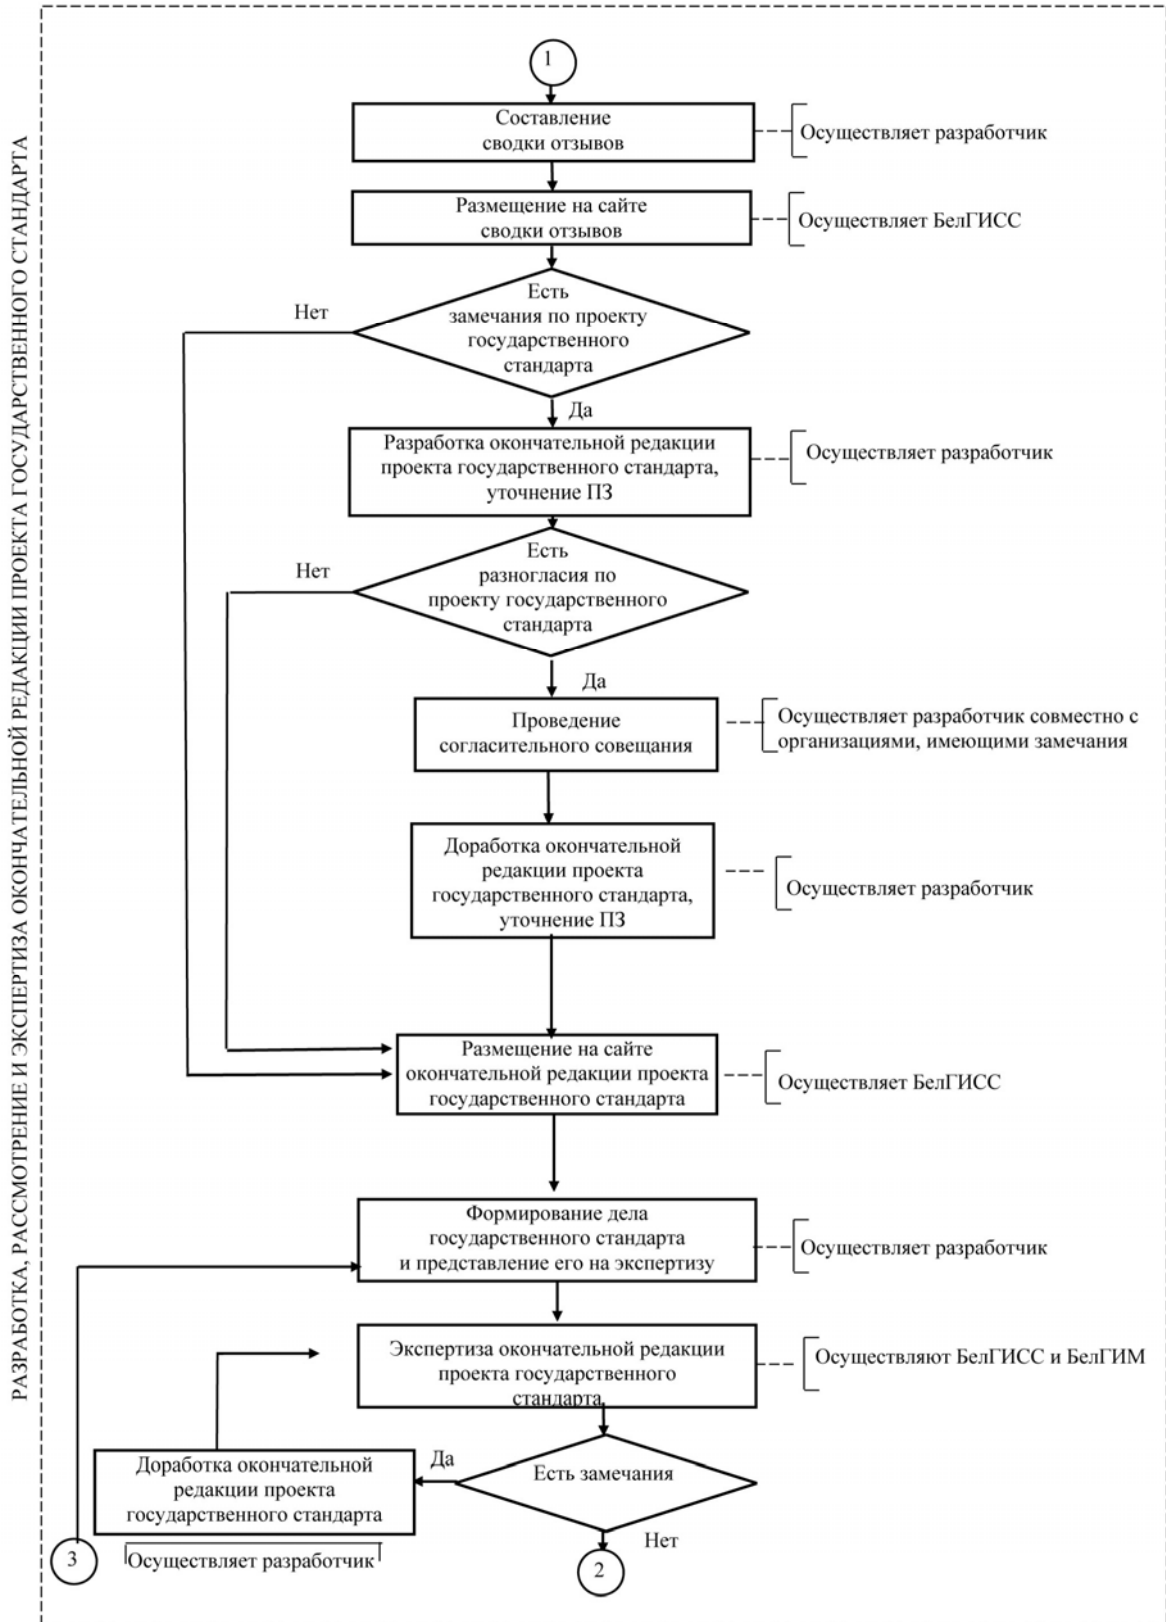 РАЗРАБОТКА, РАССМОТРЕНИЕ И ЭКСПЕРТИЗА ОКОНЧАТЕЛЬНОЙ РЕДАКЦИИ ПРОЕКТА ГОСУДАРСТВЕННОГО СТАНДАРТА
1
Составление
сводки отзывов
Осуществляет разработчик
Размещение на сайте
сводки отзывов
Осуществляет БелГИСС
Есть
замечания по проекту
государственного
стандарта
Нет
Да
Разработка окончательной редакции
проекта государственного стандарта,
уточнение ПЗ
Осуществляет разработчик
Есть
разногласия по
проекту государственного
стандарта
Нет
Да
Проведение
согласительного совещания
Осуществляет разработчик совместно с
организациями, имеющими замечания
Доработка окончательной
редакции проекта
государственного стандарта,
уточнение ПЗ
Осуществляет разработчик
Размещение на сайте
окончательной редакции проекта
государственного стандарта
Осуществляет БелГИСС
Формирование дела
государственного стандарта
и представление его на экспертизу
Осуществляет разработчик
Экспертиза окончательной редакции
проекта государственного
стандарта
Осуществляют БелГИСС и БелГИМ
Есть замечания
Да
Доработка окончательной
редакции проекта
государственного стандарта
Осуществляет разработчик
Нет
3
2